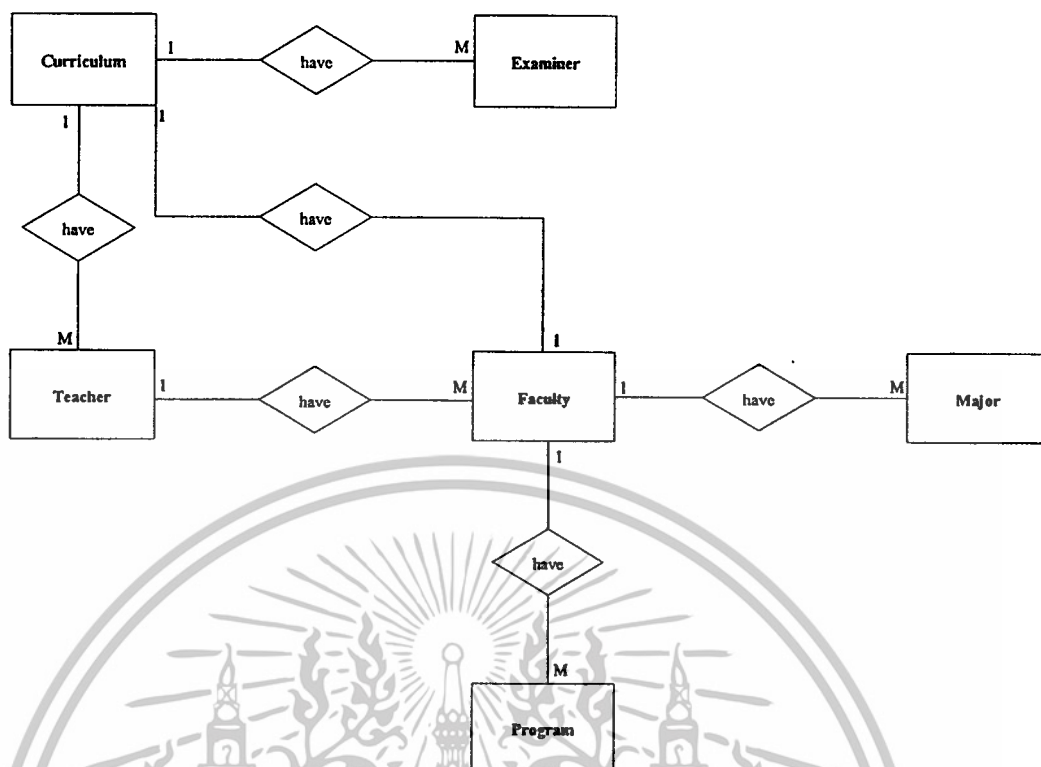 Curriculum 1 have M Examiner
1 1
have
have
M 1
Teacher 1 have M Faculty 1 have M Major
1
have
M
Program